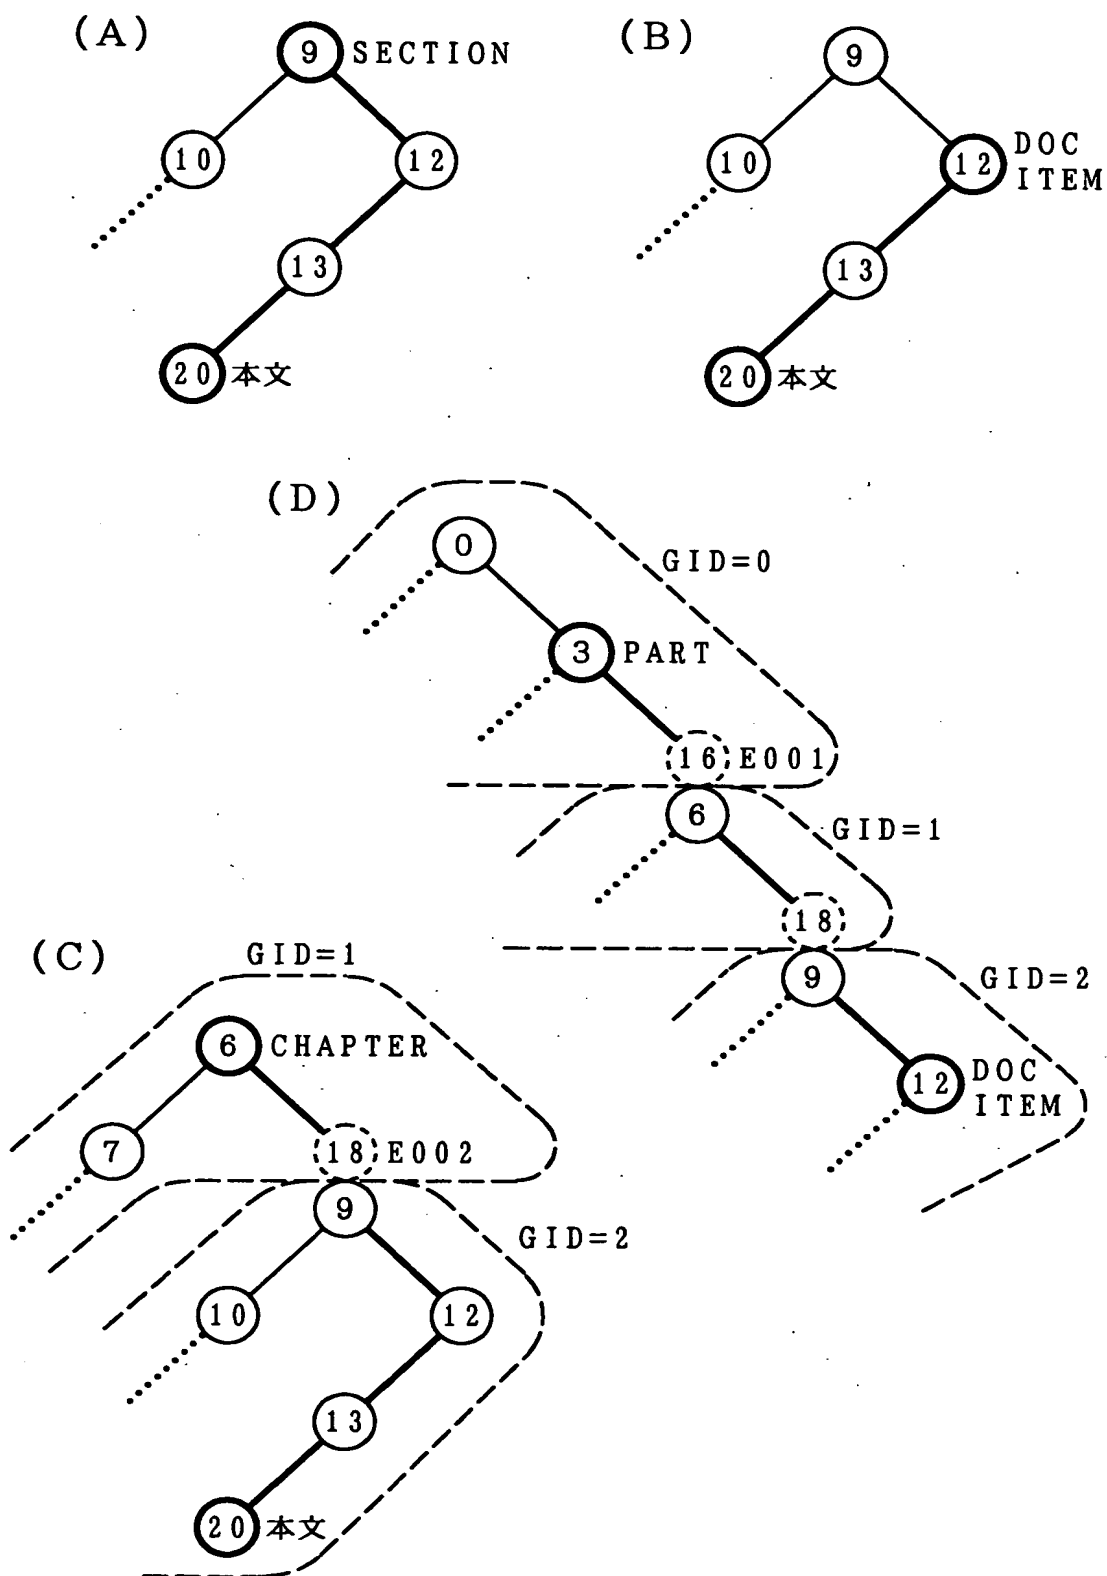 (A)
9 SECTION
10
12
13
20 本文
(B)
9
10
12 DOC
ITEM
13
20 本文
(D)
0
GID=0
3 PART
16 E001
6
GID=1
18
9
GID=2
12 DOC
ITEM
(C)
GID=1
6 CHAPTER
7
18 E002
9
GID=2
10
12
13
20 本文